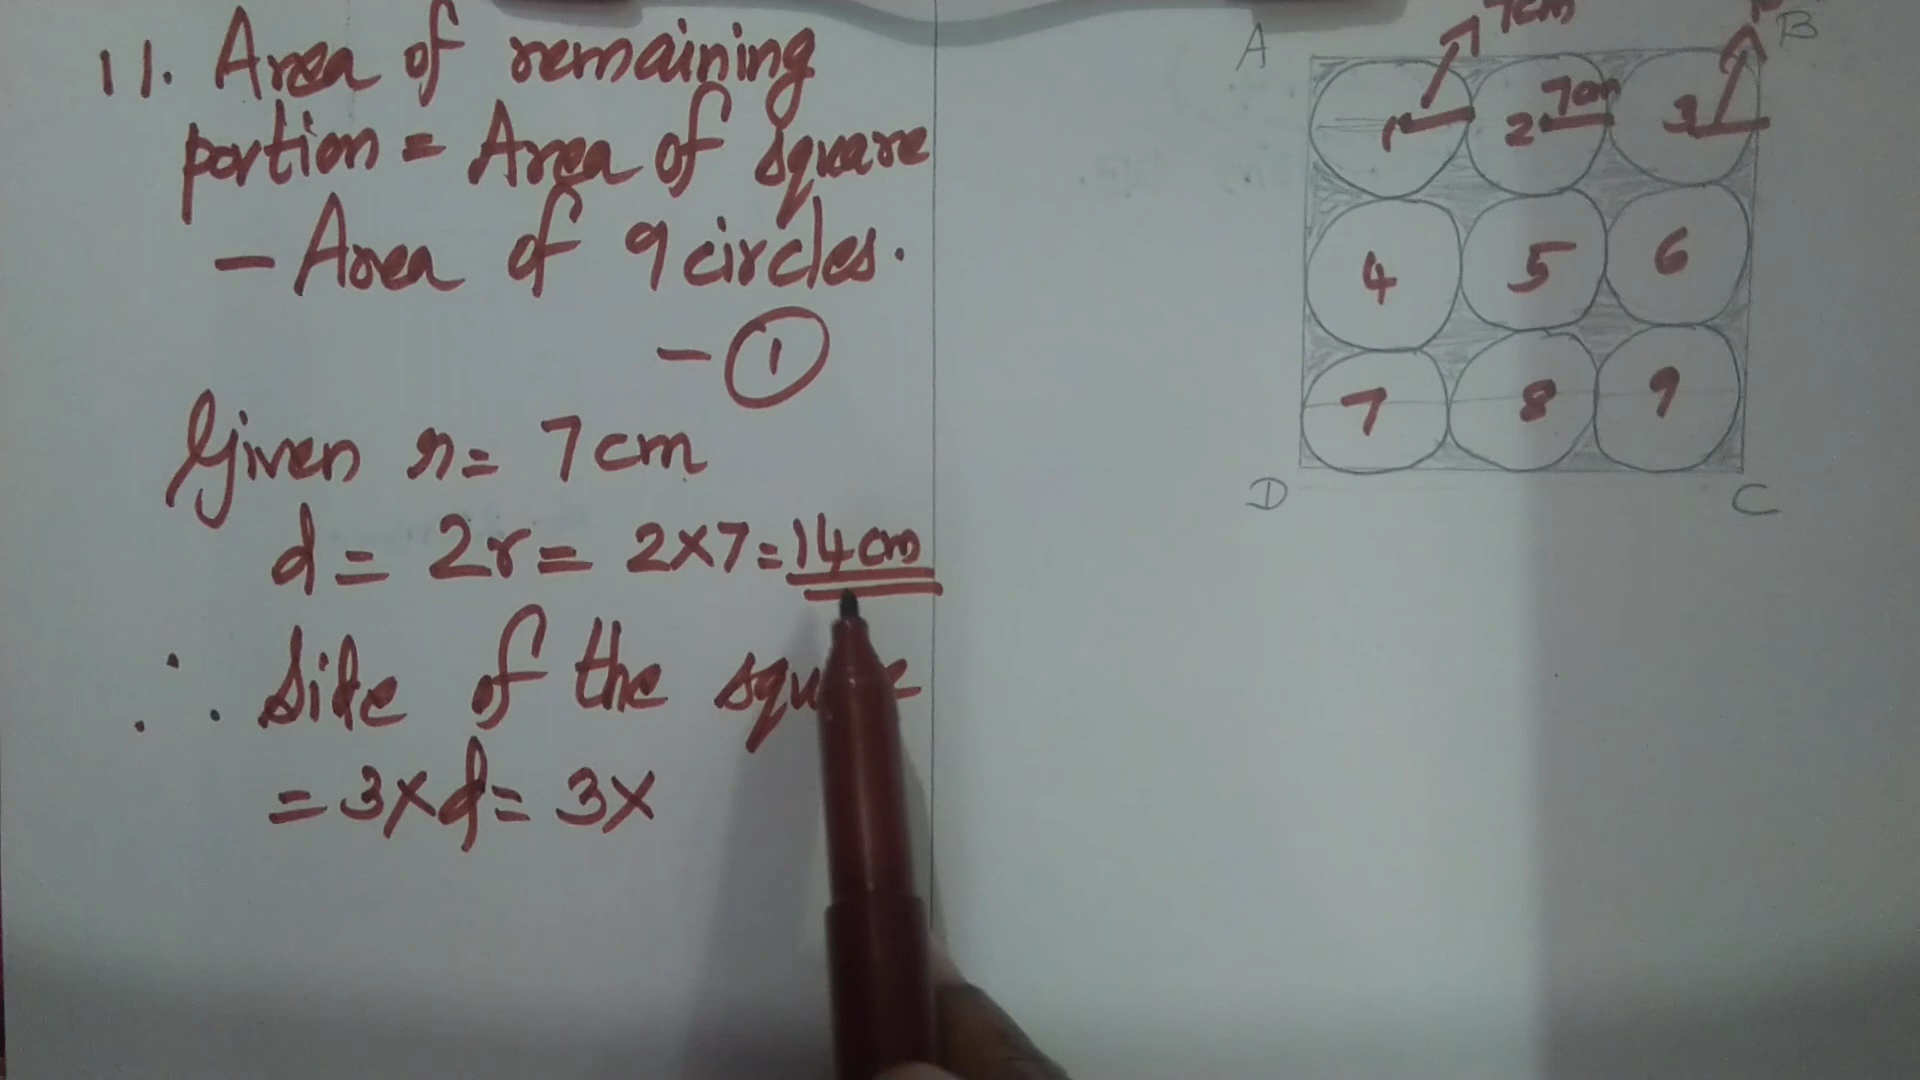 11. Area of remaining
portion = Area of square
- Area of 9 circles.
- ①
Given r = 7 cm
d = 2r = 2×7 = 14 cm
∴ Side of the square
= 3×d = 3×
A
B
7cm
1
2
7cm
3
4
5
6
7
8
9
D
C